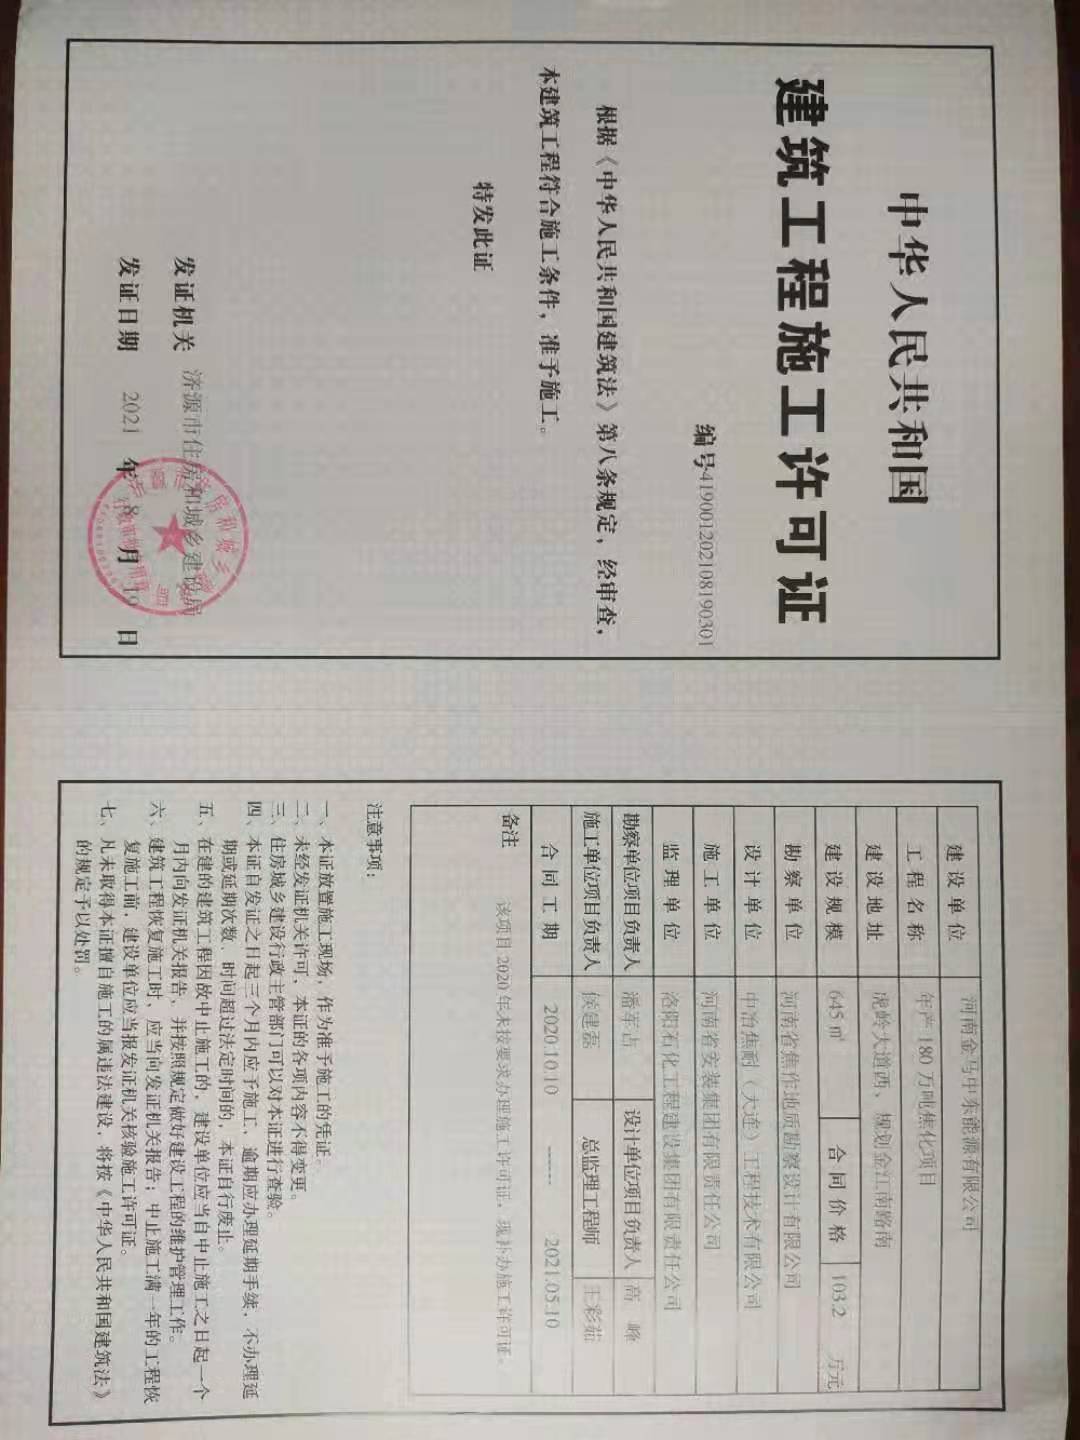 中华人民共和国
建筑工程施工许可证
编号419001202108190301
根据《中华人民共和国建筑法》第八条规定，经审查，
本建筑工程符合施工条件，准予施工。
特发此证
发证机关 济源市住房和城乡建设局
发证日期 2021 年 8 月 19 日
建设单位 河南金马中东能源有限公司
工程名称 年产180万吨焦化项目
建设地址 虎岭大道西、规划金江南路南
建设规模 645㎡ 合同价格 103.2 万元
勘察单位 河南省焦作地质勘察设计有限公司
设计单位 中冶焦耐（大连）工程技术有限公司
施工单位 河南省安装集团有限责任公司
监理单位 洛阳石化工程建设集团有限责任公司
勘察单位项目负责人 潘军占 设计单位项目负责人 高 峰
施工单位项目负责人 侯建磊 总监理工程师 王彩茹
合同工期 2020.10.10 ------ 2021.05.10
备注 该项目2020年未按要求办理施工许可证，现补办施工许可证。
注意事项：
一、本证放置施工现场，作为准予施工的凭证。
二、未经发证机关许可，本证的各项内容不得变更。
三、住房城乡建设行政主管部门可以对本证进行查验。
四、本证自发证之日起三个月内应予施工、逾期应办理延期手续，不办理延
期或延期次数、时间超过法定时间的，本证自行废止。
五、在建的建筑工程因故中止施工的，建设单位应当自中止施工之日起一个
月内向发证机关报告，并按照规定做好建设工程的维护管理工作。
六、建筑工程恢复施工时，应当向发证机关报告；中止施工满一年的工程恢
复施工前，建设单位应当报发证机关核验施工许可证。
七、凡未取得本证擅自施工的属违法建设，将按《中华人民共和国建筑法》
的规定予以处罚。